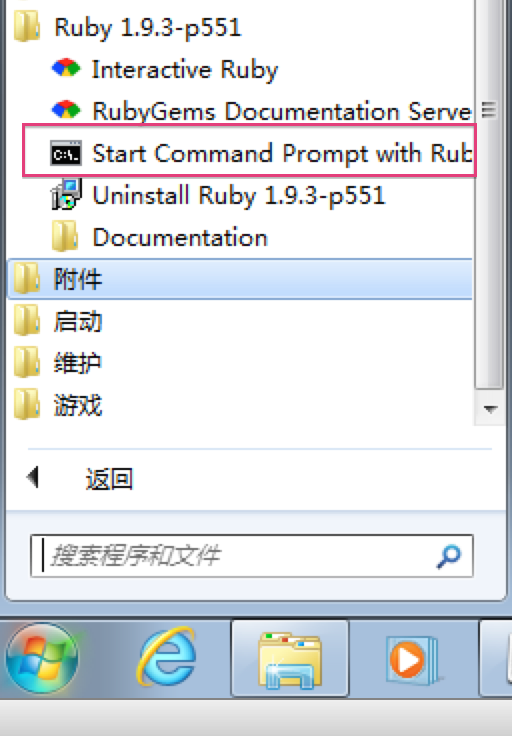 Ruby 1.9.3-p551
Interactive Ruby
RubyGems Documentation Serve
C:\.
Start Command Prompt with Rub
Uninstall Ruby 1.9.3-p551
Documentation
附件
启动
维护
游戏
返回
搜索程序和文件